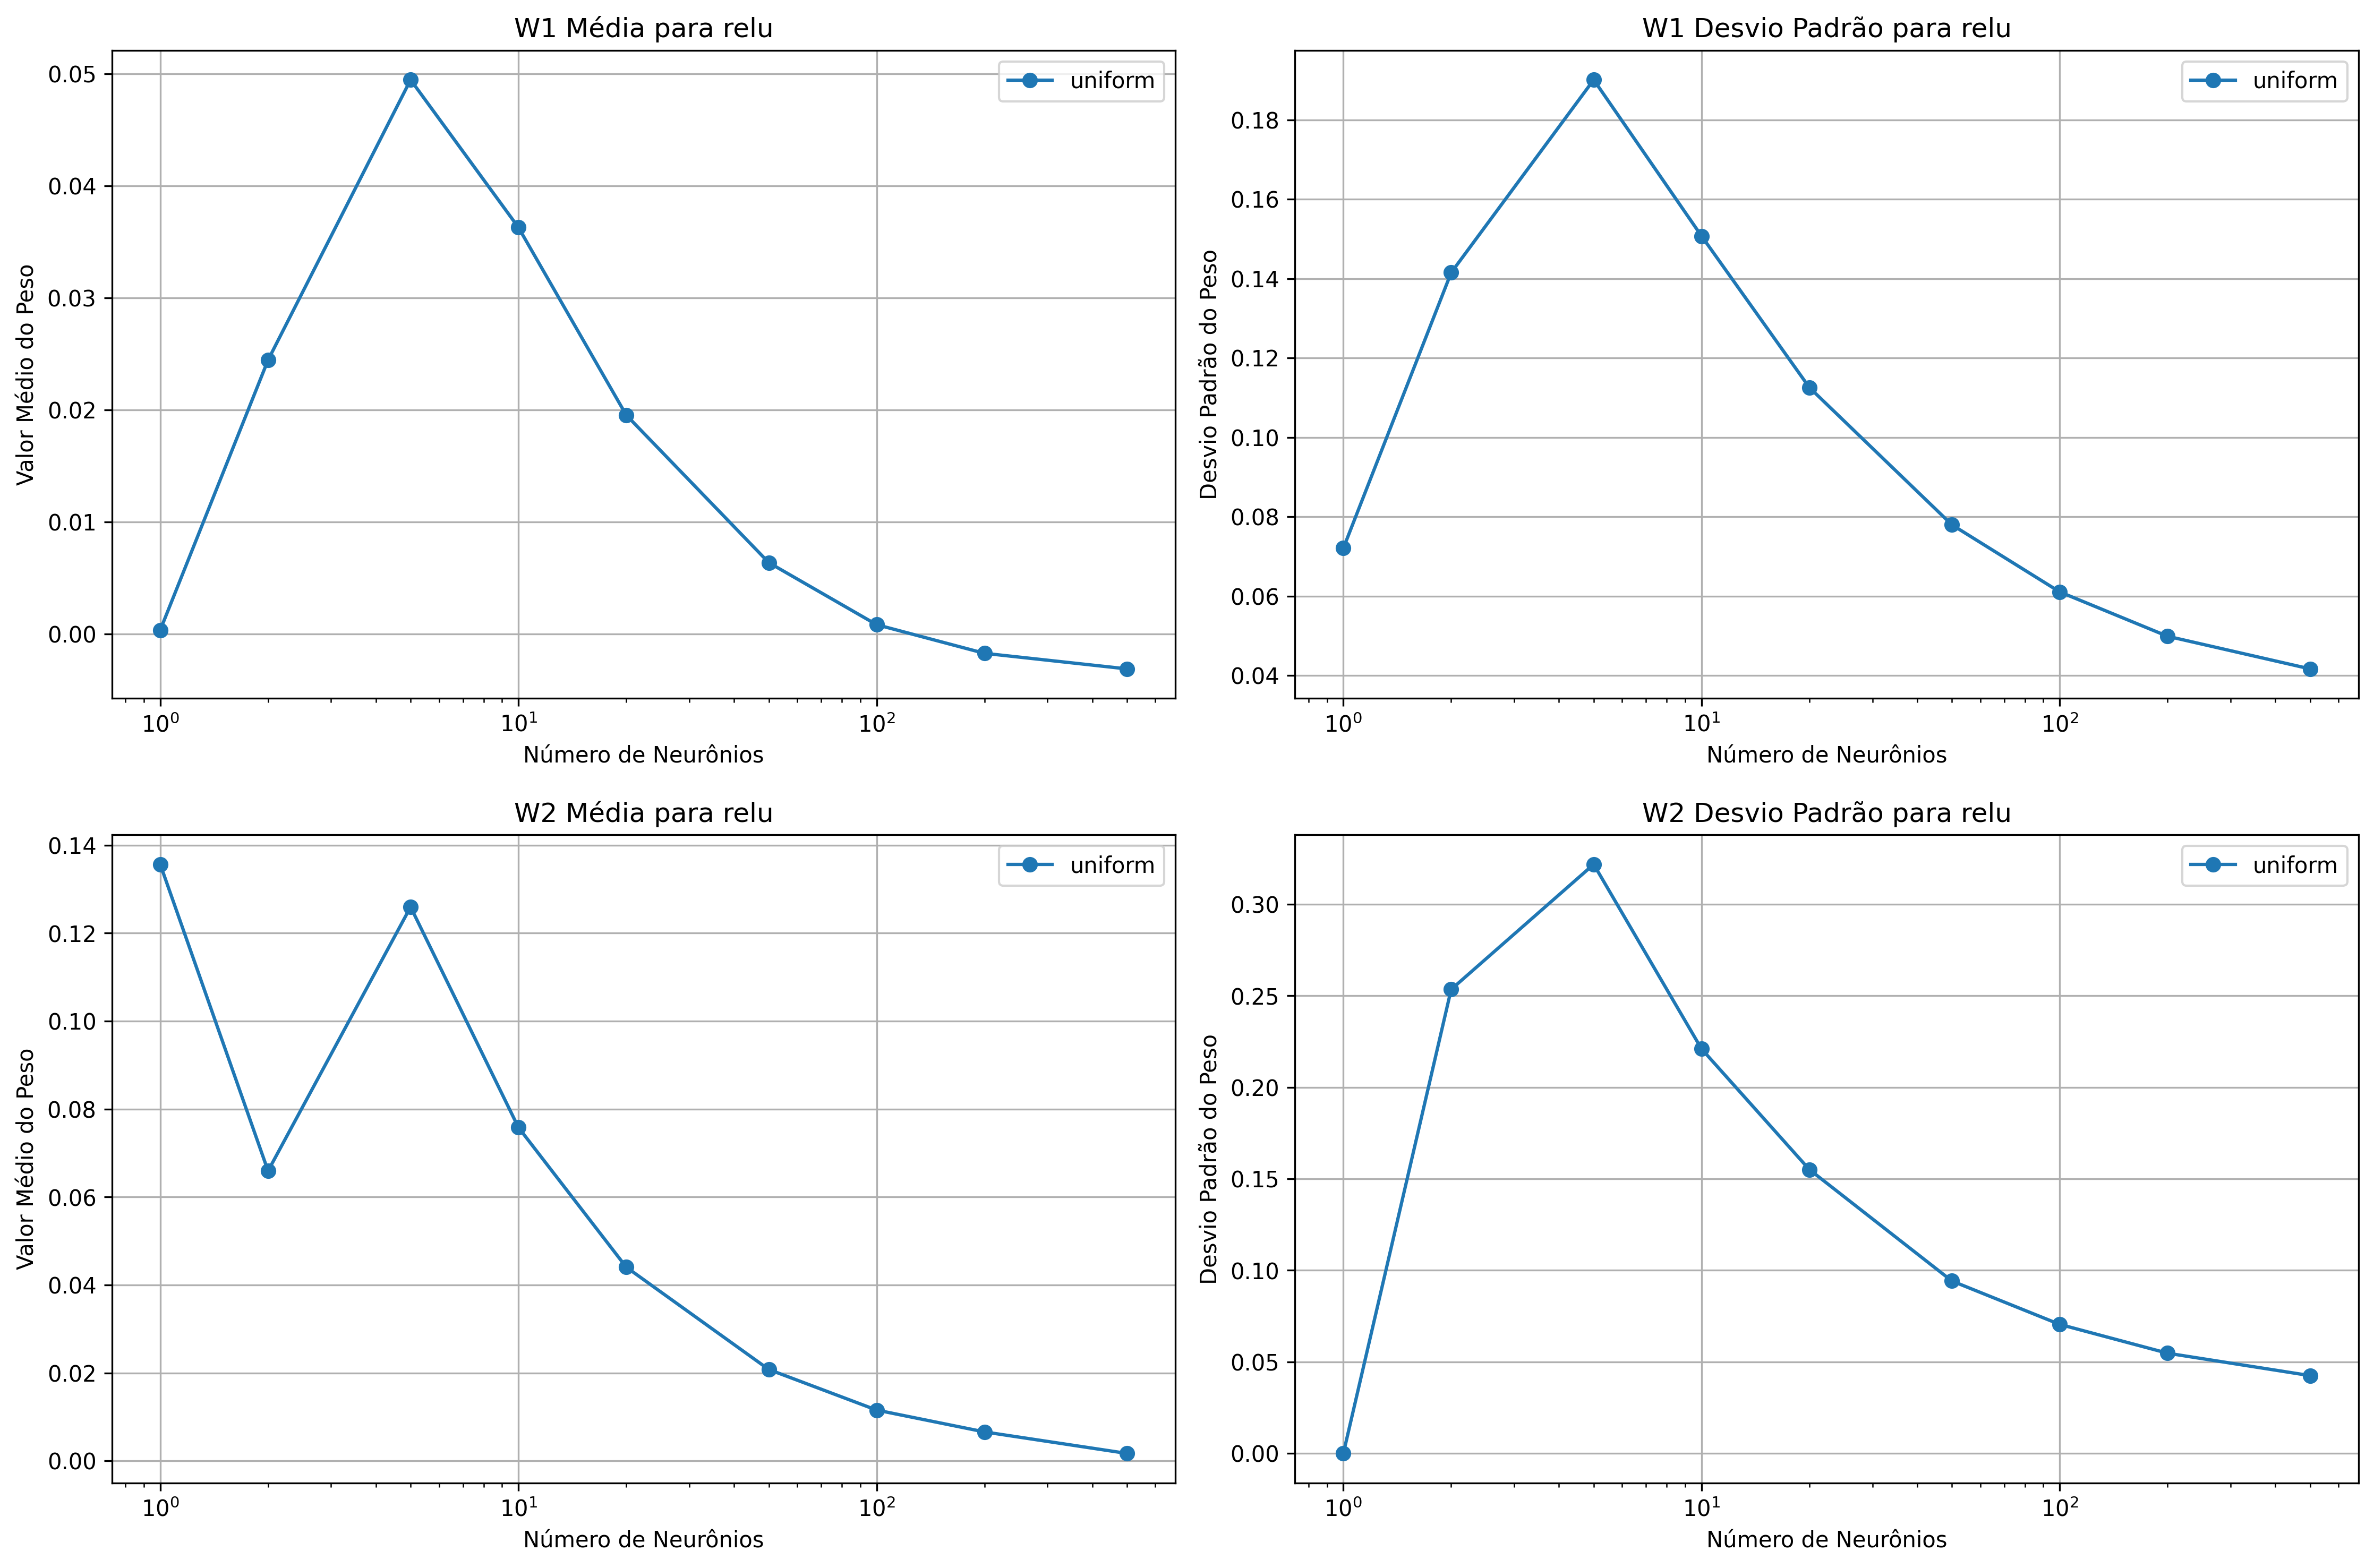 W1 Média para relu
Valor Médio do Peso
0.05
0.04
0.03
0.02
0.01
0.00
uniform
10⁰ 10¹ 10²
Número de Neurônios
W1 Desvio Padrão para relu
Desvio Padrão do Peso
0.18
0.16
0.14
0.12
0.10
0.08
0.06
0.04
uniform
10⁰ 10¹ 10²
Número de Neurônios
W2 Média para relu
Valor Médio do Peso
0.14
0.12
0.10
0.08
0.06
0.04
0.02
0.00
uniform
10⁰ 10¹ 10²
Número de Neurônios
W2 Desvio Padrão para relu
Desvio Padrão do Peso
0.30
0.25
0.20
0.15
0.10
0.05
0.00
uniform
10⁰ 10¹ 10²
Número de Neurônios